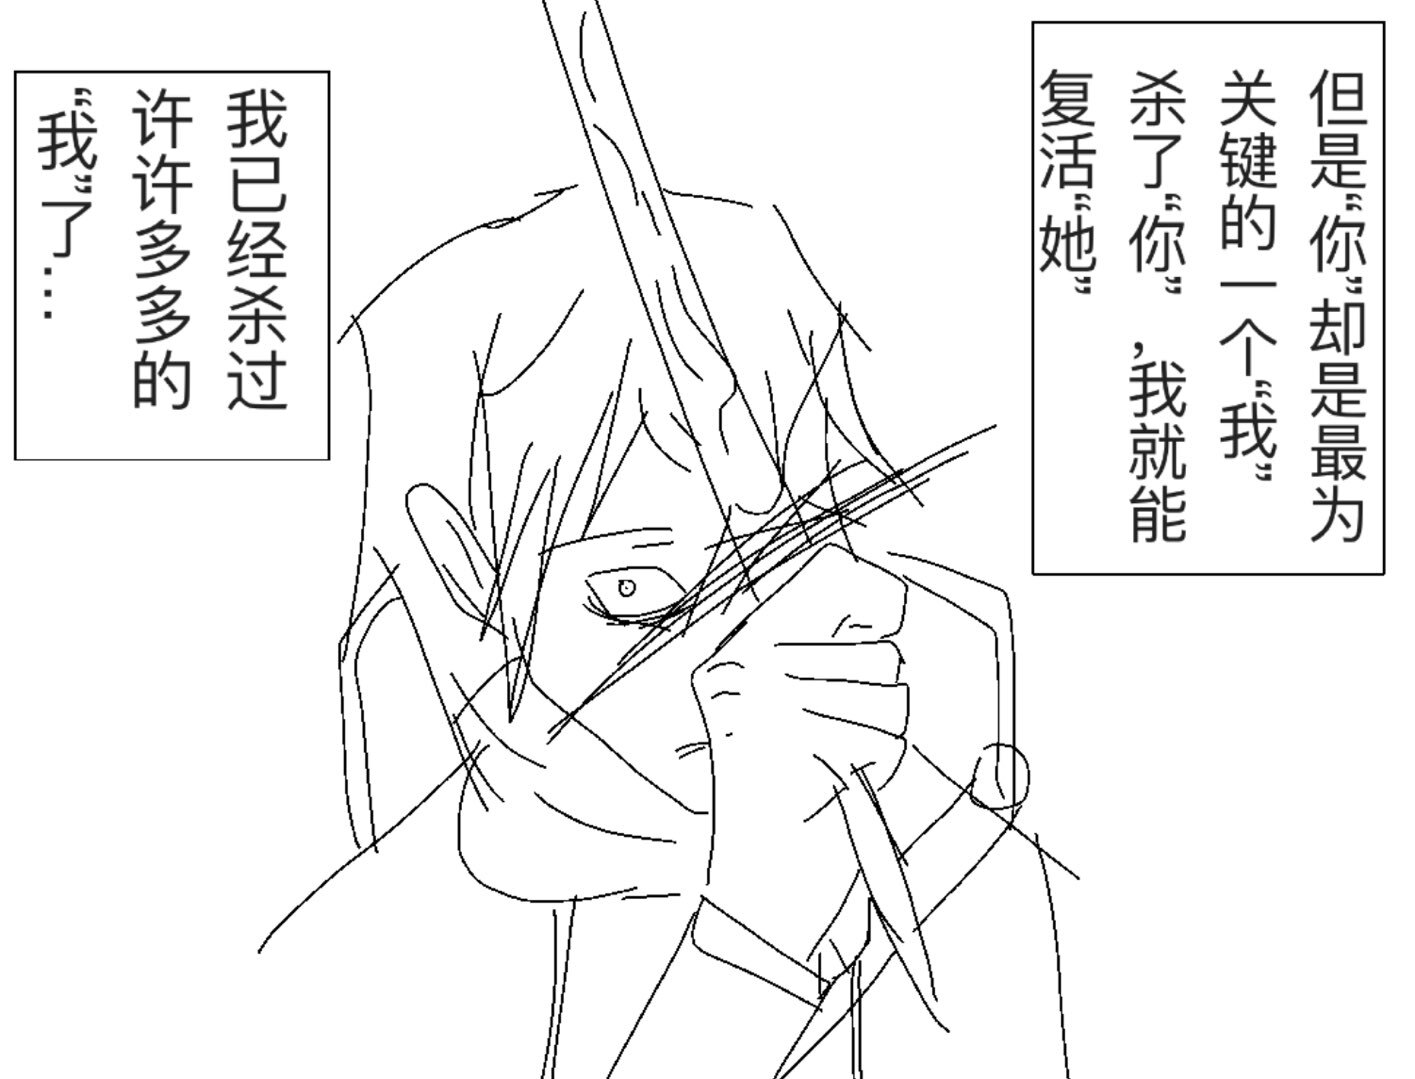 但是“你”却是最为
关键的一个“我”
杀了“你”,我就能
复活“她”
我已经杀过
许许多多的
“我”了…